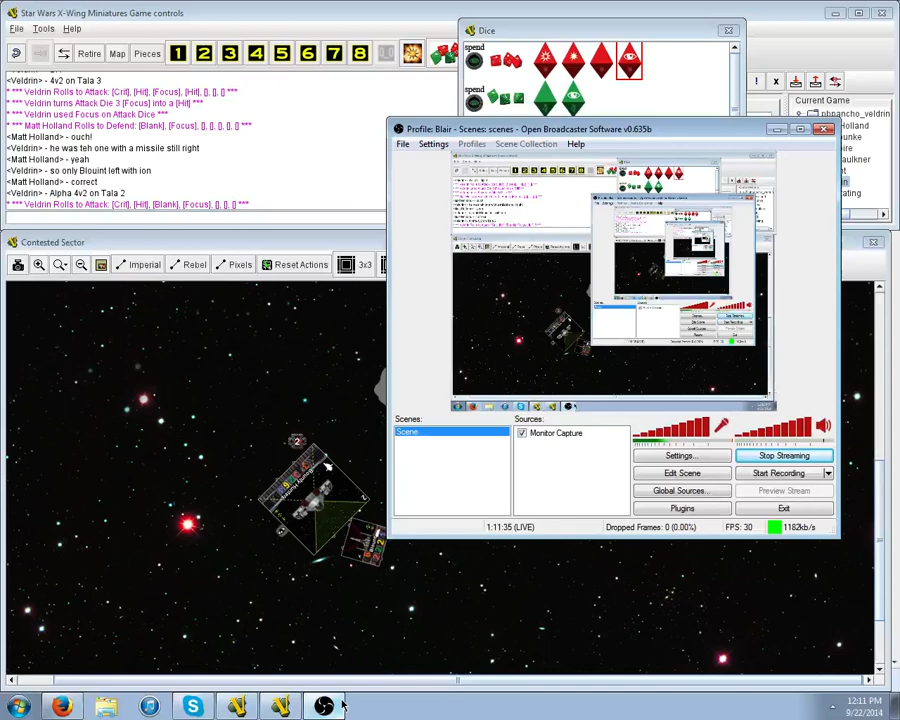 Star Wars X-Wing Miniatures Game controls
File Tools Help
Retire Map Pieces 1 2 3 4 5 6 7 8
<Veldrin> - 4v2 on Tala 3
* *** Veldrin Rolls to Attack: [Crit], [Hit], [Focus], [Hit], [], [], []
* *** Veldrin turns Attack Die 3 [Focus] into a [Hit]
* *** Veldrin used Focus on Attack Dice
* *** Matt Holland Rolls to Defend: [Blank], [Focus], [], [], [], []
<Matt Holland> - ouch!
<Veldrin> - he was teh one with a missile still right
<Matt Holland> - yeah
<Veldrin> - so only Blouint left with ion
<Matt Holland> - correct
<Veldrin> - Alpha 4v2 on Tala 2
* *** Veldrin Rolls to Attack: [Crit], [Hit], [Blank], [Focus], [], [], []
Dice
spend
spend
! x
Current Game
pbpancho_veldrin
Holland
Contested Sector
Imperial Rebel Pixels Reset Actions 3x3
2
Profile: Blair - Scenes: scenes - Open Broadcaster Software v0.635b
File Settings Profiles Scene Collection Help
Scenes: Sources:
Scene
Monitor Capture
Settings... Stop Streaming
Edit Scene Start Recording
Global Sources... Preview Stream
Plugins Exit
1:11:35 (LIVE) Dropped Frames: 0 (0.00%) FPS: 30 1182kb/s
12:11 PM
9/22/2014